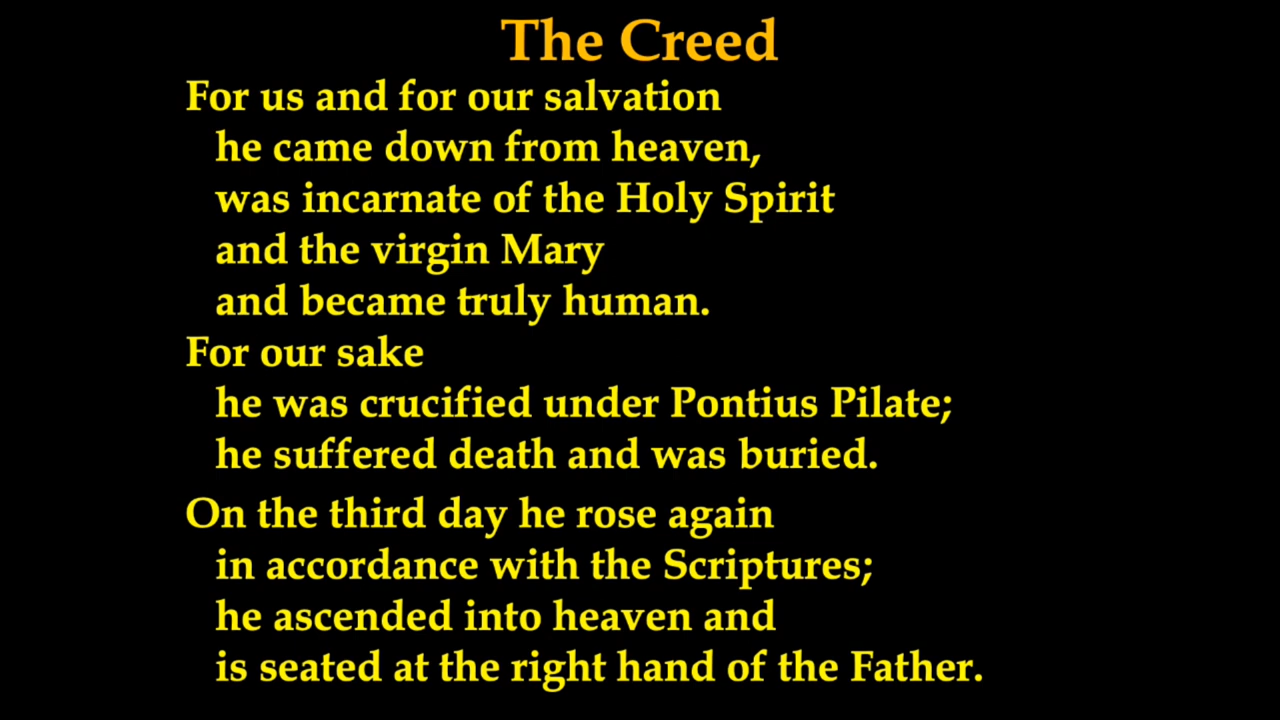 The Creed
For us and for our salvation
he came down from heaven,
was incarnate of the Holy Spirit
and the virgin Mary
and became truly human.
For our sake
he was crucified under Pontius Pilate;
he suffered death and was buried.
On the third day he rose again
in accordance with the Scriptures;
he ascended into heaven and
is seated at the right hand of the Father.